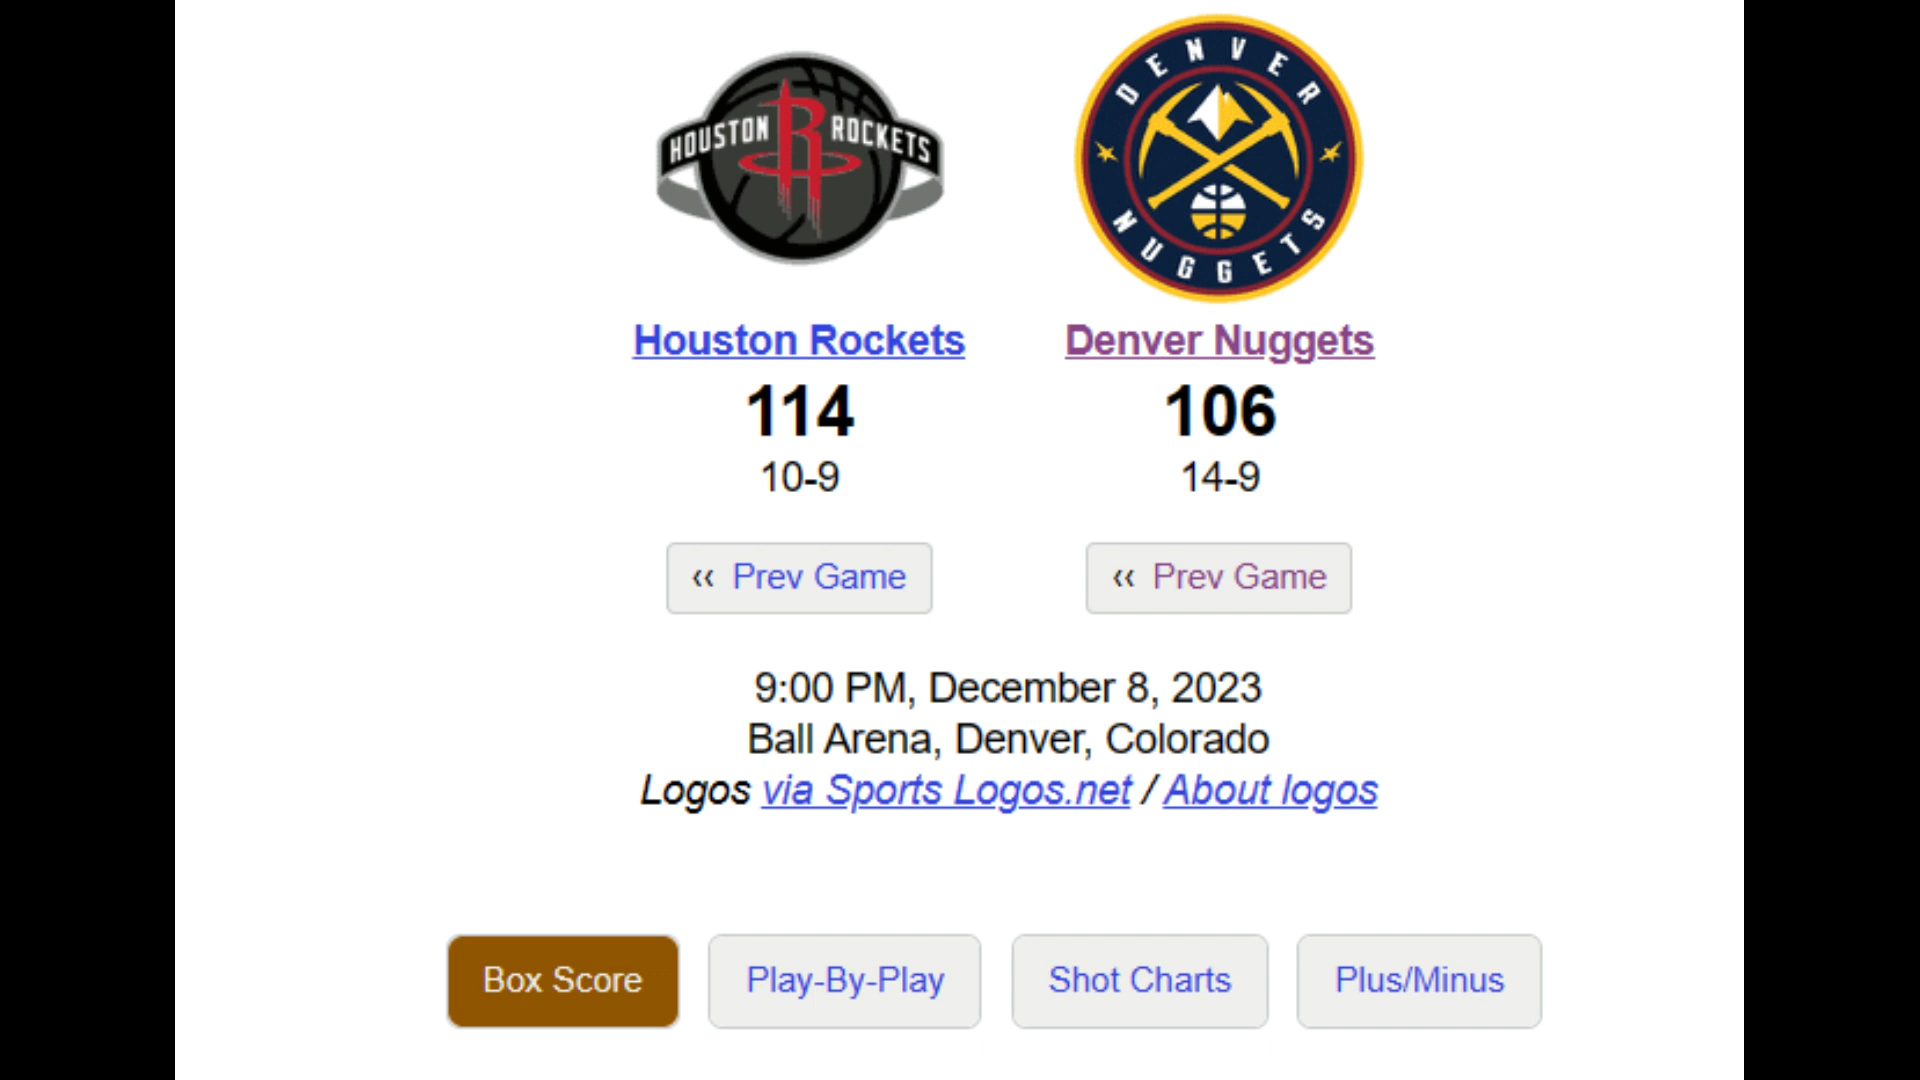 HOUSTON ROCKETS
DENVER
NUGGETS
Houston Rockets
Denver Nuggets
114
106
10-9
14-9
‹‹ Prev Game
‹‹ Prev Game
9:00 PM, December 8, 2023
Ball Arena, Denver, Colorado
Logos via Sports Logos.net / About logos
Box Score
Play-By-Play
Shot Charts
Plus/Minus